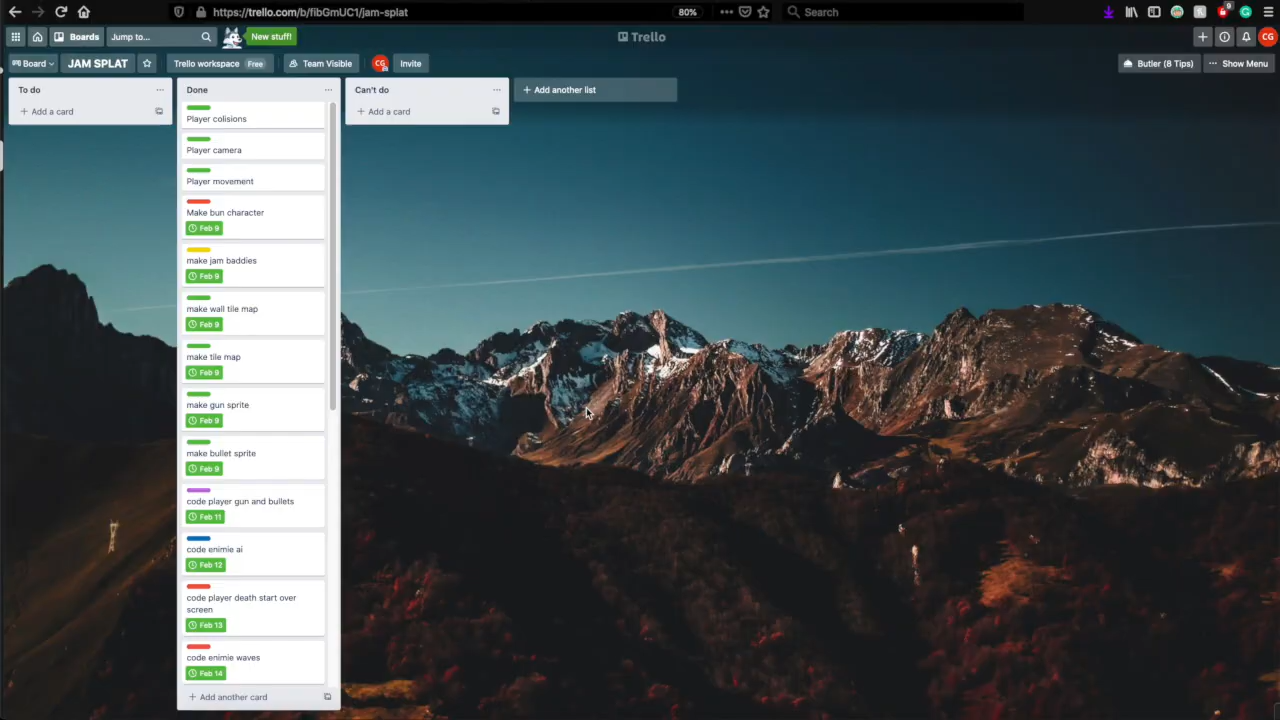 https://trello.com/b/fibGmUC1/jam-splat
80%
Search
9
Boards
Jump to...
New stuff!
Trello
CG
Board
JAM SPLAT
Trello workspace Free
Team Visible
CG
Invite
Butler (8 Tips)
Show Menu
To do
Add a card
Done
Player colisions
Player camera
Player movement
Make bun character
Feb 9
make jam baddies
Feb 9
make wall tile map
Feb 9
make tile map
Feb 9
make gun sprite
Feb 9
make bullet sprite
Feb 9
code player gun and bullets
Feb 11
code enimie ai
Feb 12
code player death start over
screen
Feb 13
code enimie waves
Feb 14
Add another card
Can't do
Add a card
Add another list